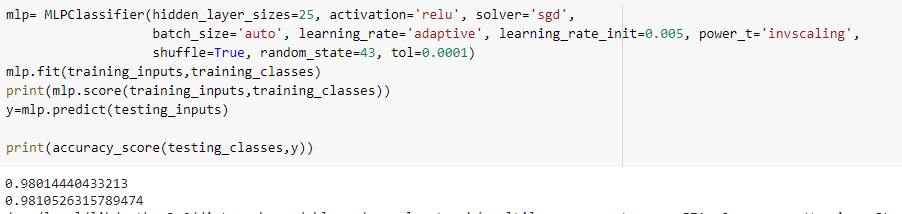 mlp= MLPClassifier(hidden_layer_sizes=25, activation='relu', solver='sgd',
batch_size='auto', learning_rate='adaptive', learning_rate_init=0.005, power_t='invscaling',
shuffle=True, random_state=43, tol=0.0001)
mlp.fit(training_inputs,training_classes)
print(mlp.score(training_inputs,training_classes))
y=mlp.predict(testing_inputs)
print(accuracy_score(testing_classes,y))
0.98014440433213
0.9810526315789474